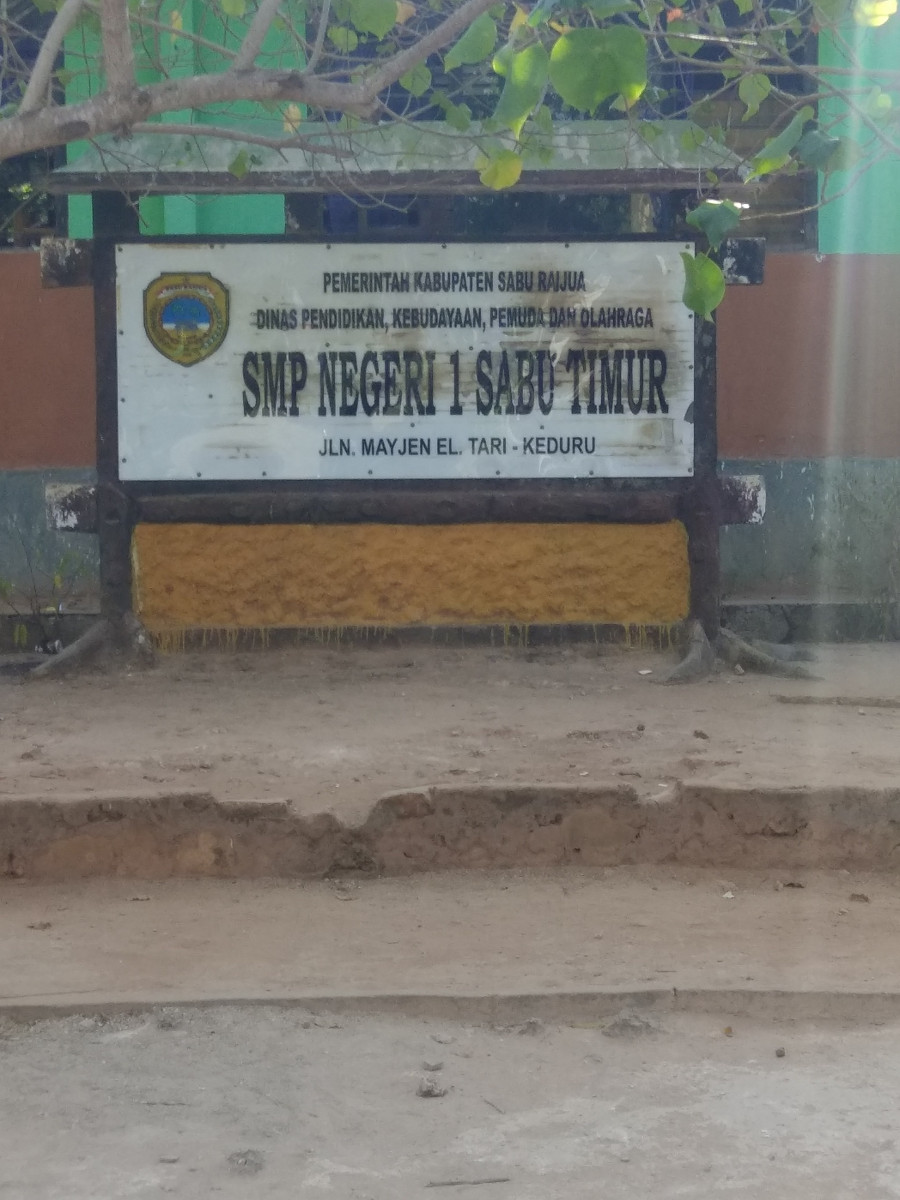 PEMERINTAH KABUPATEN SABU RAIJUA
DINAS PENDIDIKAN, KEBUDAYAAN, PEMUDA DAN OLAHRAGA
SMP NEGERI 1 SABU TIMUR
JLN. MAYJEN EL. TARI - KEDURU